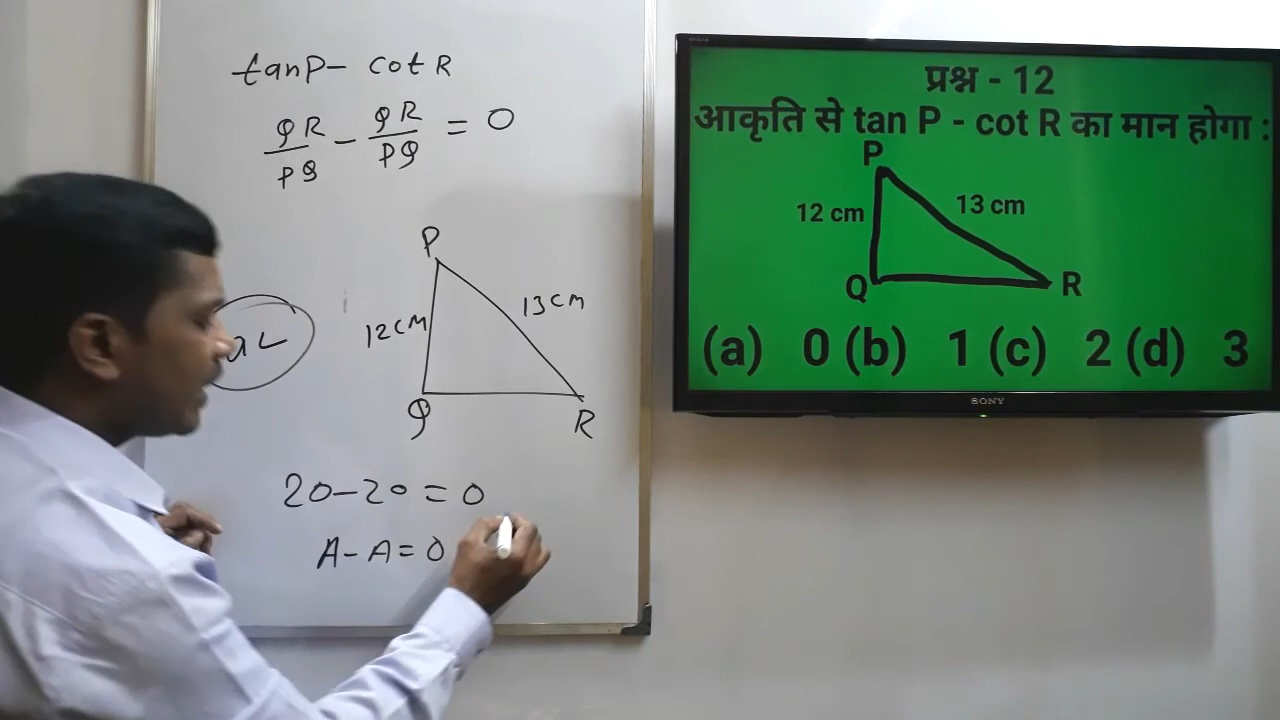 tanP- cotR
QR/PQ - QR/PQ = 0
P
12CM
13CM
Q
R
20-20=0
A-A=0
प्रश्न - 12
आकृति से tan P - cot R का मान होगा :
P
12 cm
13 cm
Q
R
(a) 0 (b) 1 (c) 2 (d) 3
SONY